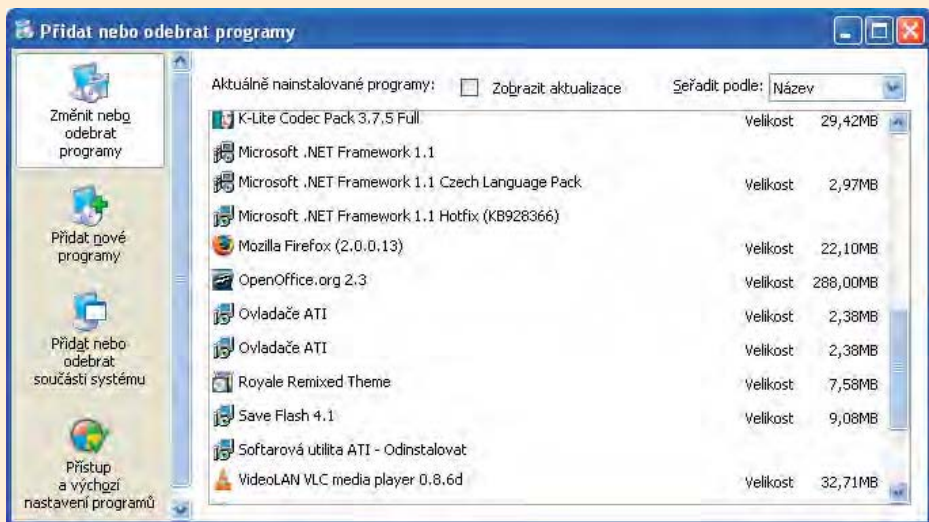 Přidat nebo odebrat programy
Změnit nebo
odebrat
programy
Přidat nové
programy
Přidat nebo
odebrat
součásti systému
Přístup
a výchozí
nastavení programů
Aktuálně nainstalované programy: Zobrazit aktualizace Seřadit podle: Název
K-Lite Codec Pack 3.7.5 Full Velikost 29,42MB
Microsoft .NET Framework 1.1
Microsoft .NET Framework 1.1 Czech Language Pack Velikost 2,97MB
Microsoft .NET Framework 1.1 Hotfix (KB928366)
Mozilla Firefox (2.0.0.13) Velikost 22,10MB
OpenOffice.org 2.3 Velikost 288,00MB
Ovladače ATI Velikost 2,38MB
Ovladače ATI Velikost 2,38MB
Royale Remixed Theme Velikost 7,58MB
Save Flash 4.1 Velikost 9,08MB
Softarová utilita ATI - Odinstalovat
VideoLAN VLC media player 0.8.6d Velikost 32,71MB